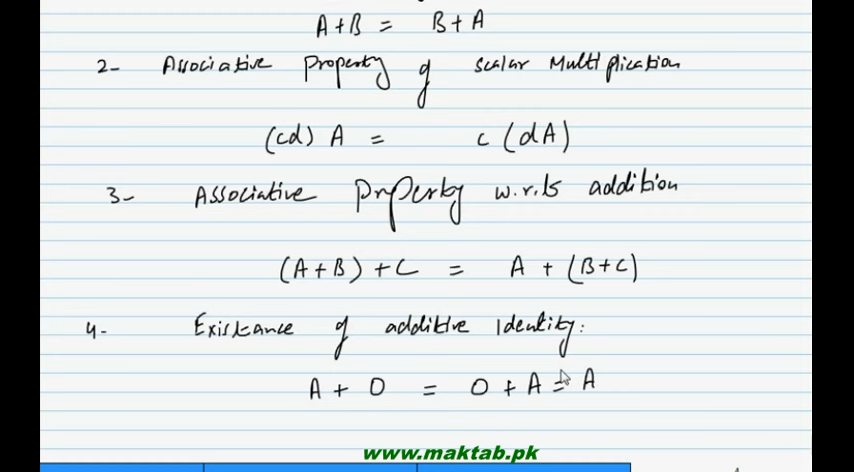 A+B = B+A
2- Associative Property of scalar Multiplication
(cd) A = c (dA)
3- Associative Property w.r.to addition
(A+B)+C = A + (B+C)
4- Existance of additive Identity:
A + O = O + A = A
www.maktab.pk